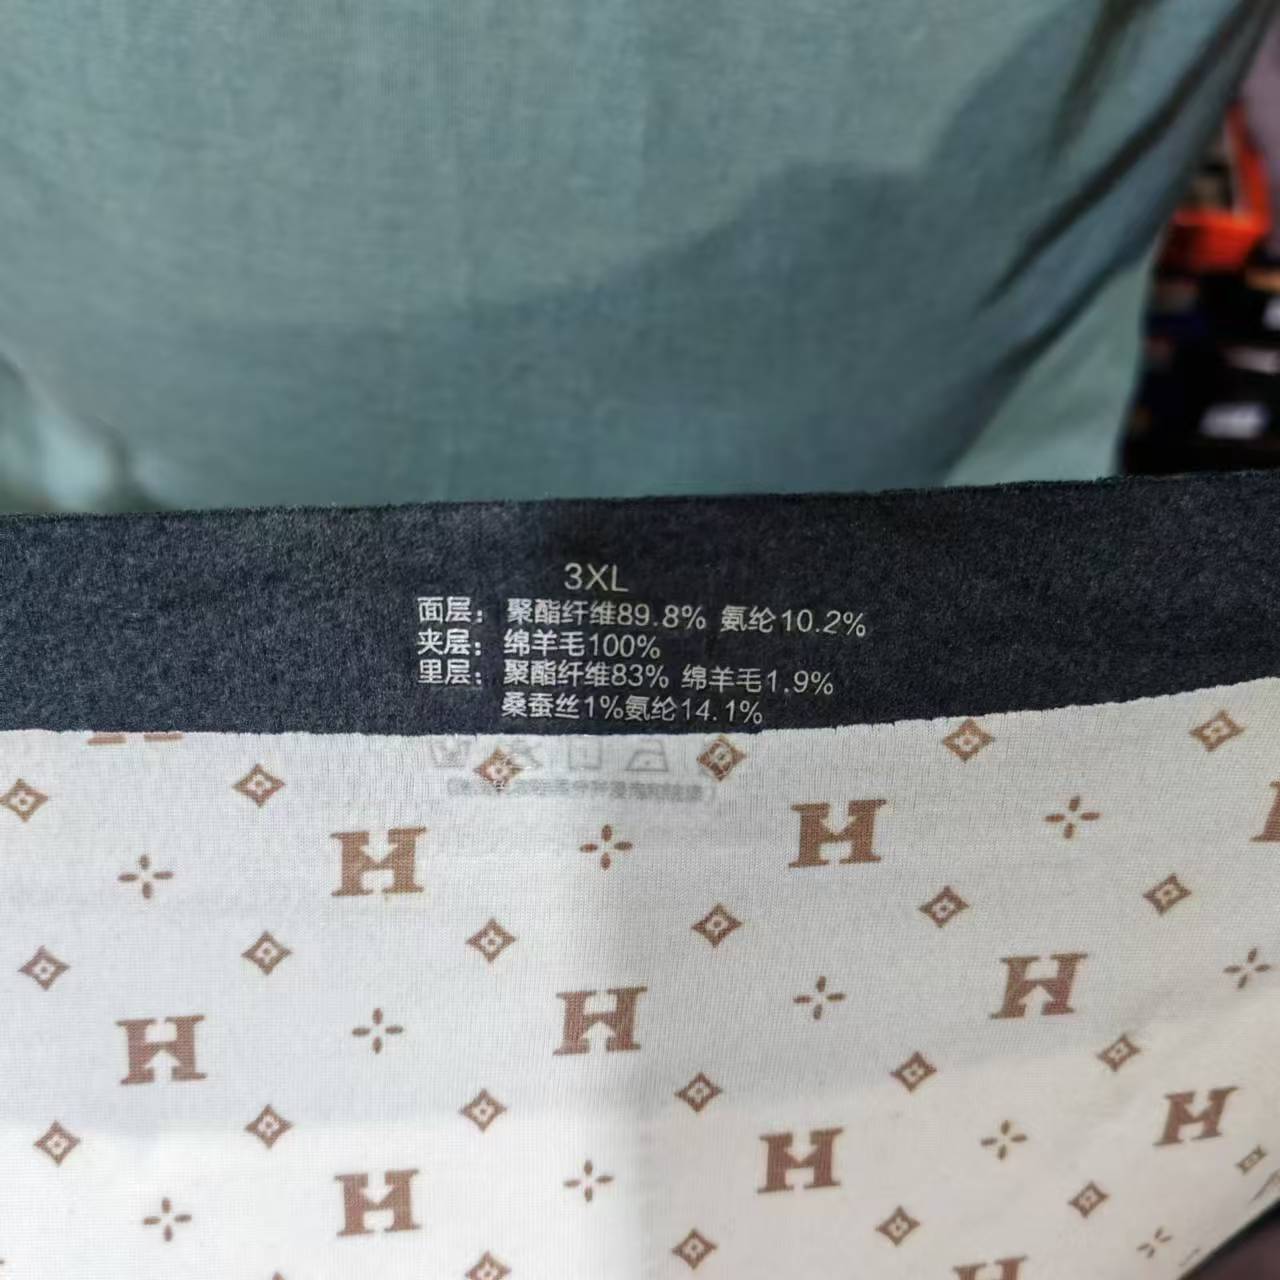 3XL
面层：聚酯纤维89.8% 氨纶10.2%
夹层：绵羊毛100%
里层：聚酯纤维83% 绵羊毛1.9%
桑蚕丝1%氨纶14.1%
H H
H H H
H H H
H